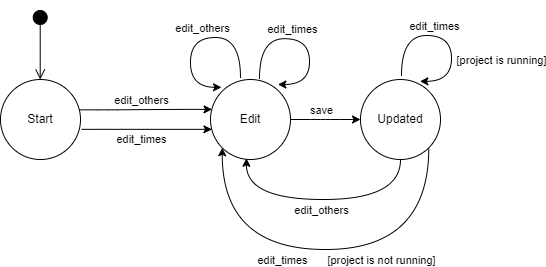 edit_others
edit_times
edit_times
[project is running]
edit_others
Start
Edit
save
Updated
edit_times
edit_others
edit_times [project is not running]